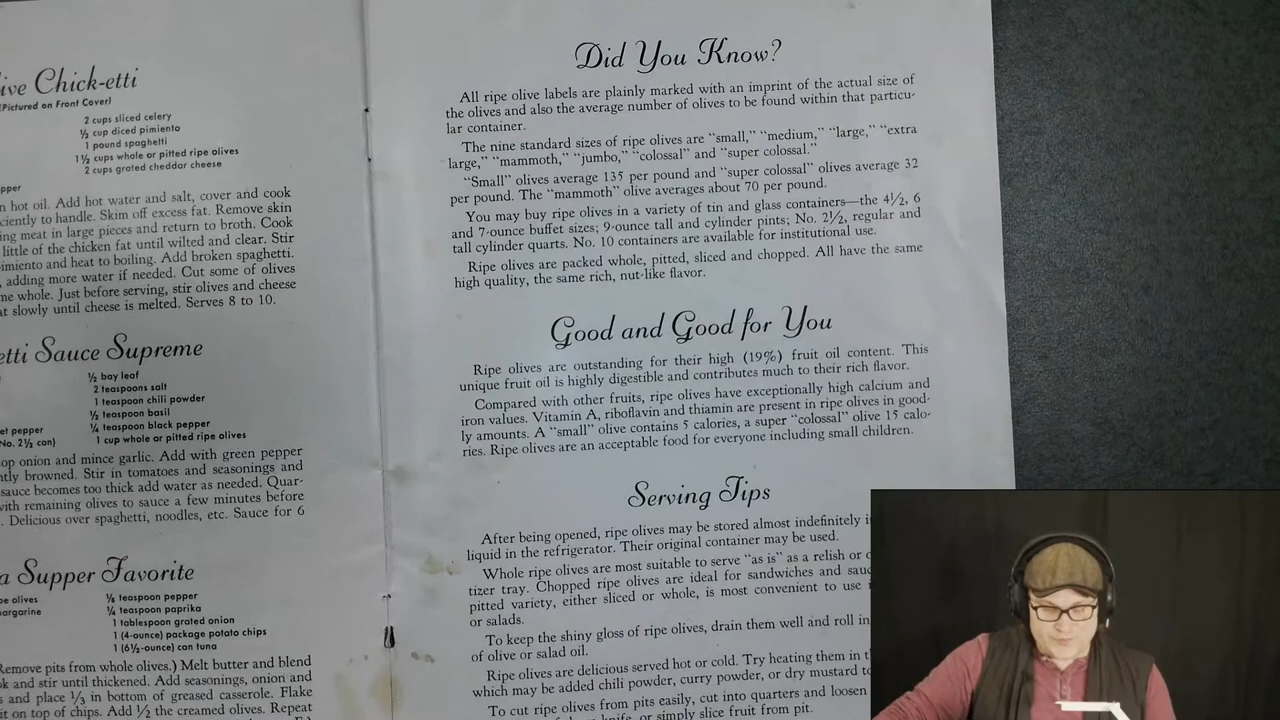 ive Chick-etti
(Pictured on Front Cover)
2 cups sliced celery
½ cup diced pimiento
1 pound spaghetti
1½ cups whole or pitted ripe olives
2 cups grated cheddar cheese
pper
n hot oil. Add hot water and salt, cover and cook
ciently to handle. Skim off excess fat. Remove skin
ing meat in large pieces and return to broth. Cook
little of the chicken fat until wilted and clear. Stir
imiento and heat to boiling. Add broken spaghetti.
, adding more water if needed. Cut some of olives
me whole. Just before serving, stir olives and cheese
at slowly until cheese is melted. Serves 8 to 10.
etti Sauce Supreme
½ bay leaf
2 teaspoons salt
1 teaspoon chili powder
½ teaspoon basil
et pepper ¼ teaspoon black pepper
No. 2½ can) 1 cup whole or pitted ripe olives
op onion and mince garlic. Add with green pepper
ntly browned. Stir in tomatoes and seasonings and
sauce becomes too thick add water as needed. Quar-
with remaining olives to sauce a few minutes before
. Delicious over spaghetti, noodles, etc. Sauce for 6
a Supper Favorite
pe olives ⅛ teaspoon pepper
margarine ¼ teaspoon paprika
1 tablespoon grated onion
1 (4-ounce) package potato chips
1 (6½-ounce) can tuna
Remove pits from whole olives.) Melt butter and blend
k and stir until thickened. Add seasonings, onion and
s and place ⅓ in bottom of greased casserole. Flake
it on top of chips. Add ½ the creamed olives. Repeat
Did You Know?
All ripe olive labels are plainly marked with an imprint of the actual size of
the olives and also the average number of olives to be found within that particu-
lar container.
The nine standard sizes of ripe olives are "small," "medium," "large," "extra
large," "mammoth," "jumbo," "colossal" and "super colossal."
"Small" olives average 135 per pound and "super colossal" olives average 32
per pound. The "mammoth" olive averages about 70 per pound.
You may buy ripe olives in a variety of tin and glass containers—the 4½, 6
and 7-ounce buffet sizes; 9-ounce tall and cylinder pints; No. 2½, regular and
tall cylinder quarts. No. 10 containers are available for institutional use.
Ripe olives are packed whole, pitted, sliced and chopped. All have the same
high quality, the same rich, nut-like flavor.
Good and Good for You
Ripe olives are outstanding for their high (19%) fruit oil content. This
unique fruit oil is highly digestible and contributes much to their rich flavor.
Compared with other fruits, ripe olives have exceptionally high calcium and
iron values. Vitamin A, riboflavin and thiamin are present in ripe olives in good-
ly amounts. A "small" olive contains 5 calories, a super "colossal" olive 15 calo-
ries. Ripe olives are an acceptable food for everyone including small children.
Serving Tips
After being opened, ripe olives may be stored almost indefinitely i
liquid in the refrigerator. Their original container may be used.
Whole ripe olives are most suitable to serve "as is" as a relish or
tizer tray. Chopped ripe olives are ideal for sandwiches and sauc
pitted variety, either sliced or whole, is most convenient to use
or salads.
To keep the shiny gloss of ripe olives, drain them well and roll in
of olive or salad oil.
Ripe olives are delicious served hot or cold. Try heating them in t
which may be added chili powder, curry powder, or dry mustard to
To cut ripe olives from pits easily, cut into quarters and loosen
knife, or simply slice fruit from pit.